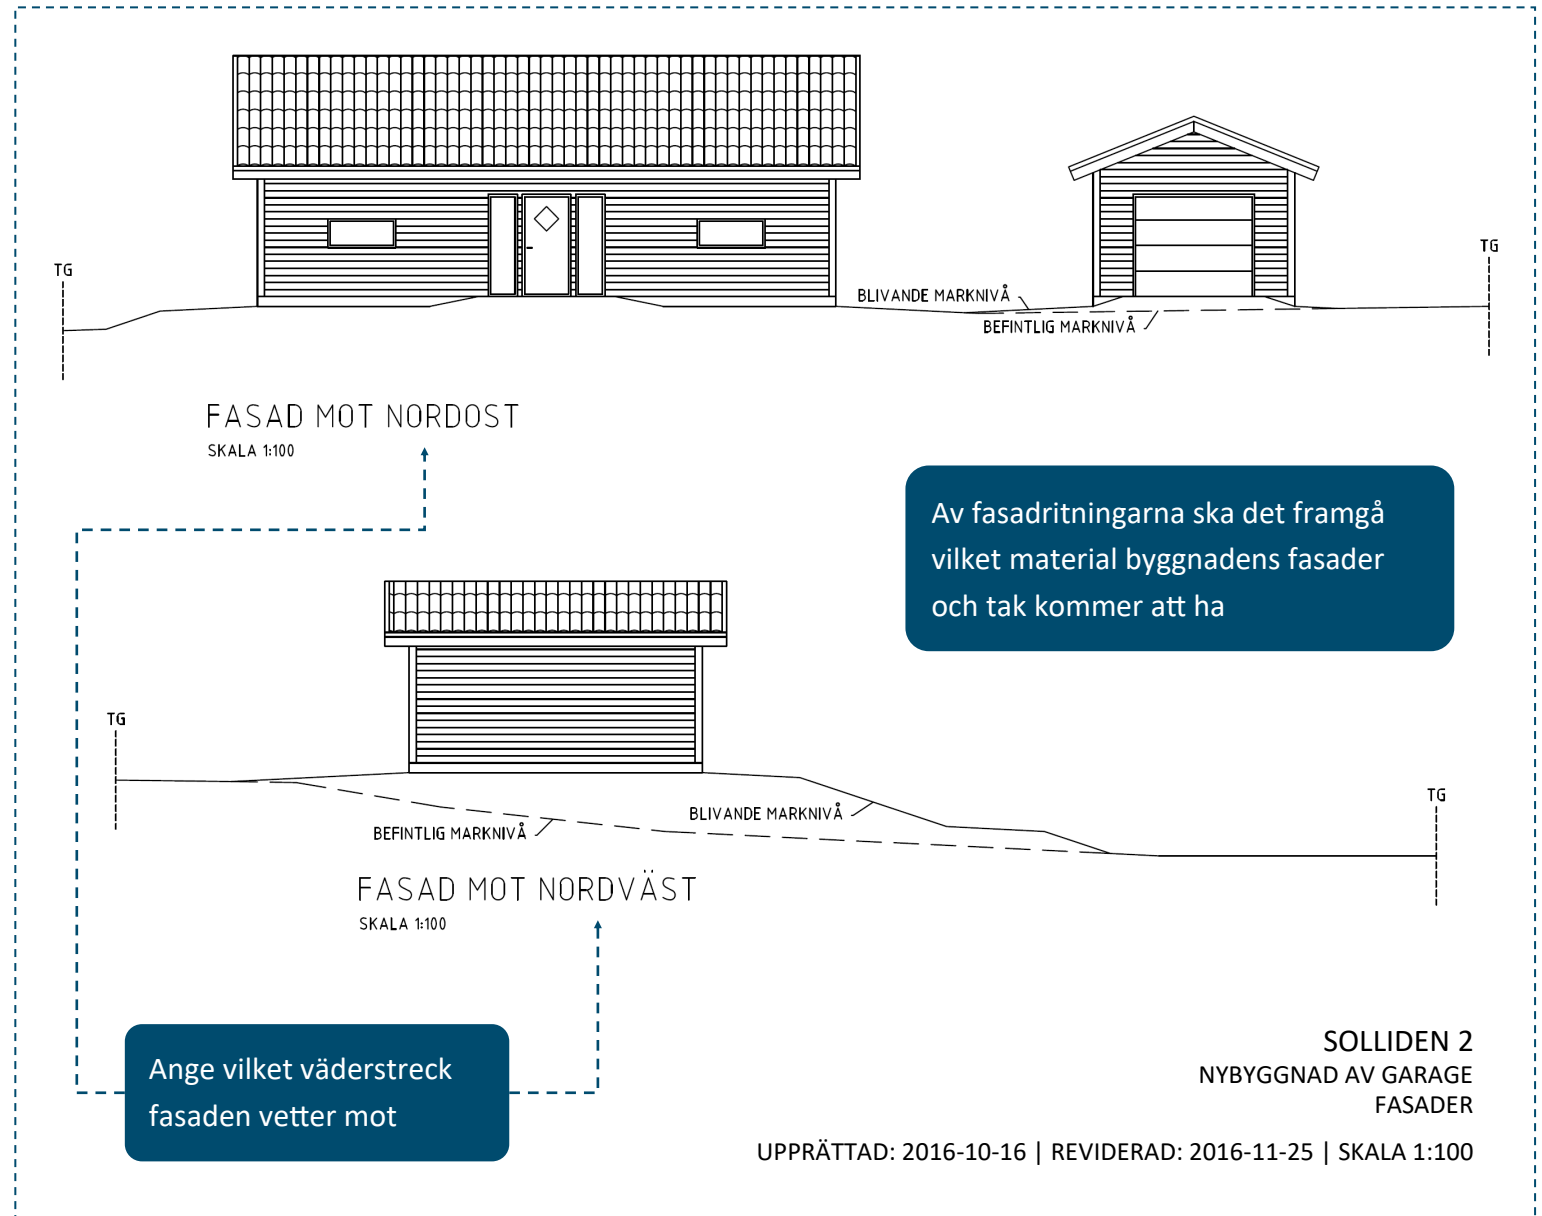 TG
TG
BLIVANDE MARKNIVÅ
BEFINTLIG MARKNIVÅ
FASAD MOT NORDOST
SKALA 1:100
Av fasadritningarna ska det framgå
vilket material byggnadens fasader
och tak kommer att ha
TG
TG
BLIVANDE MARKNIVÅ
BEFINTLIG MARKNIVÅ
FASAD MOT NORDVÄST
SKALA 1:100
Ange vilket väderstreck
fasaden vetter mot
SOLLIDEN 2
NYBYGGNAD AV GARAGE
FASADER
UPPRÄTTAD: 2016-10-16 | REVIDERAD: 2016-11-25 | SKALA 1:100